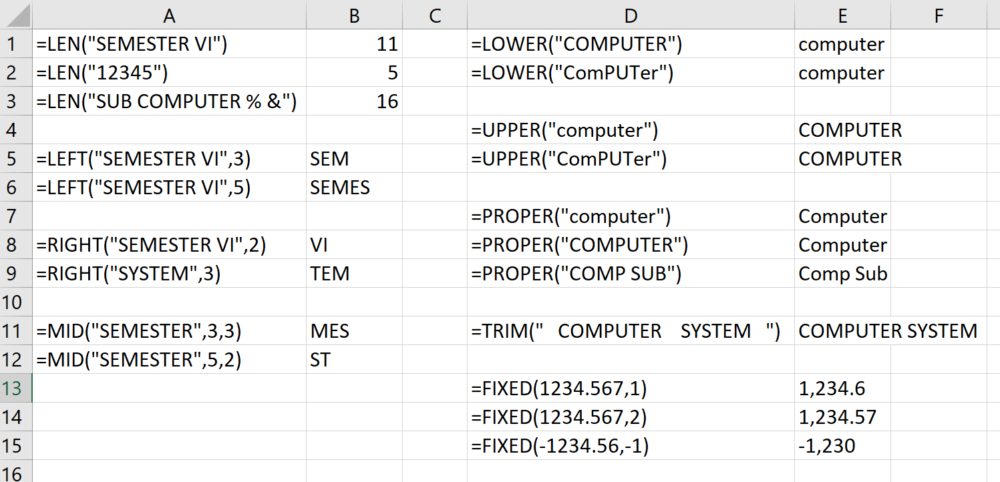 A B C D E F
1 =LEN("SEMESTER VI") 11 =LOWER("COMPUTER") computer
2 =LEN("12345") 5 =LOWER("ComPUTer") computer
3 =LEN("SUB COMPUTER % &") 16
4 =UPPER("computer") COMPUTER
5 =LEFT("SEMESTER VI",3) SEM =UPPER("ComPUTer") COMPUTER
6 =LEFT("SEMESTER VI",5) SEMES
7 =PROPER("computer") Computer
8 =RIGHT("SEMESTER VI",2) VI =PROPER("COMPUTER") Computer
9 =RIGHT("SYSTEM",3) TEM =PROPER("COMP SUB") Comp Sub
10
11 =MID("SEMESTER",3,3) MES =TRIM("   COMPUTER    SYSTEM   ") COMPUTER SYSTEM
12 =MID("SEMESTER",5,2) ST
13 =FIXED(1234.567,1) 1,234.6
14 =FIXED(1234.567,2) 1,234.57
15 =FIXED(-1234.56,-1) -1,230
16